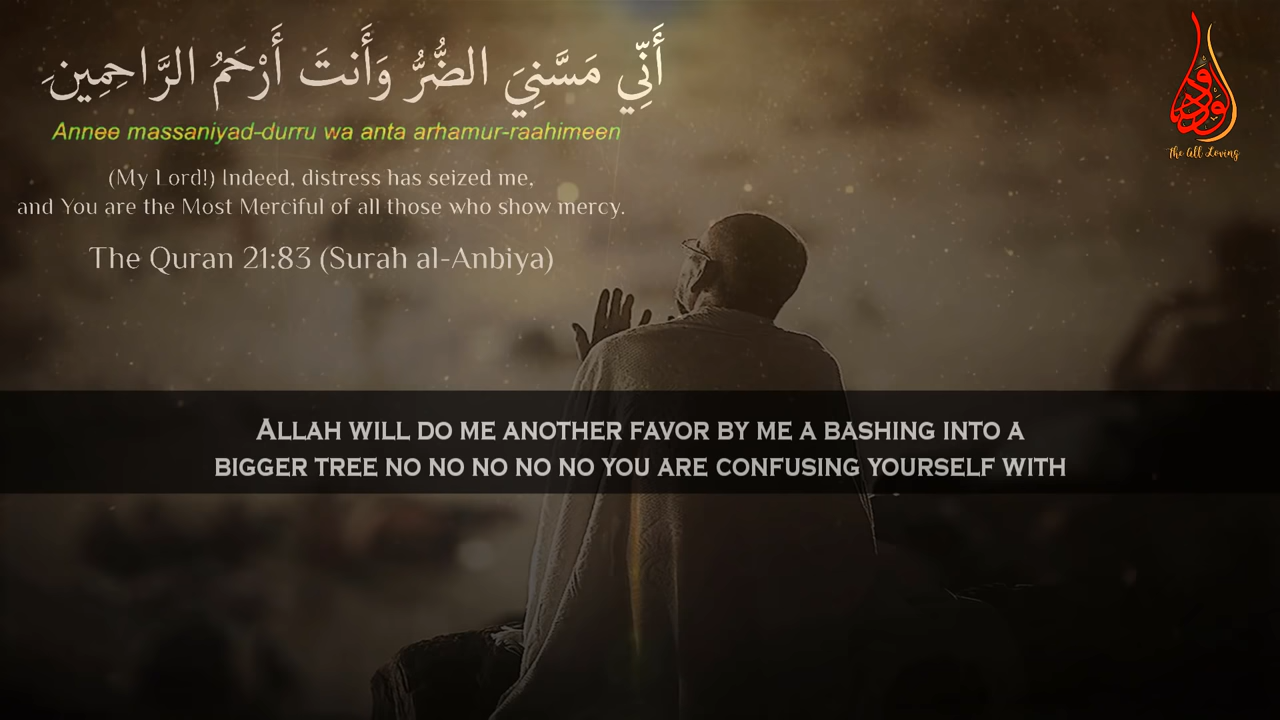 أَنِّي مَسَّنِيَ الضُّرُّ وَأَنتَ أَرْحَمُ الرَّاحِمِينَ
Annee massaniyad-durru wa anta arhamur-raahimeen
(My Lord!) Indeed, distress has seized me,
and You are the Most Merciful of all those who show mercy.
The Quran 21:83 (Surah al-Anbiya)
The All Loving
ALLAH WILL DO ME ANOTHER FAVOR BY ME A BASHING INTO A
BIGGER TREE NO NO NO NO NO YOU ARE CONFUSING YOURSELF WITH